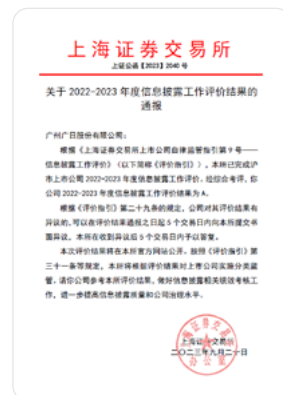 上海证券交易所
上证公函【2023】2040 号
关于 2022-2023 年度信息披露工作评价结果的
通报
广州广日股份有限公司：
根据《上海证券交易所上市公司自律监管指引第 9 号——
信息披露工作评价》（以下简称《评价指引》），本所已完成沪
市上市公司 2022-2023 年度信息披露工作评价。经综合考评，你
公司 2022-2023 年度信息披露工作评价结果为 A。
根据《评价指引》第二十九条的规定，公司对其评价结果有
异议的，可以在评价结果通报之日起 5 个交易日内向本所提交书
面异议。本所在收到异议后 5 个交易日内予以答复。
本次评价结果将在本所官方网站公开。按照《评价指引》第
三十一条等规定，本所将根据评价结果对上市公司实施分类监
管。请你公司参考本所评价结果，做好信息披露相关绩效考核工
作，进一步提高信息披露质量和公司治理水平。
上海证券交易所
办公室
二〇二三年九月二十日